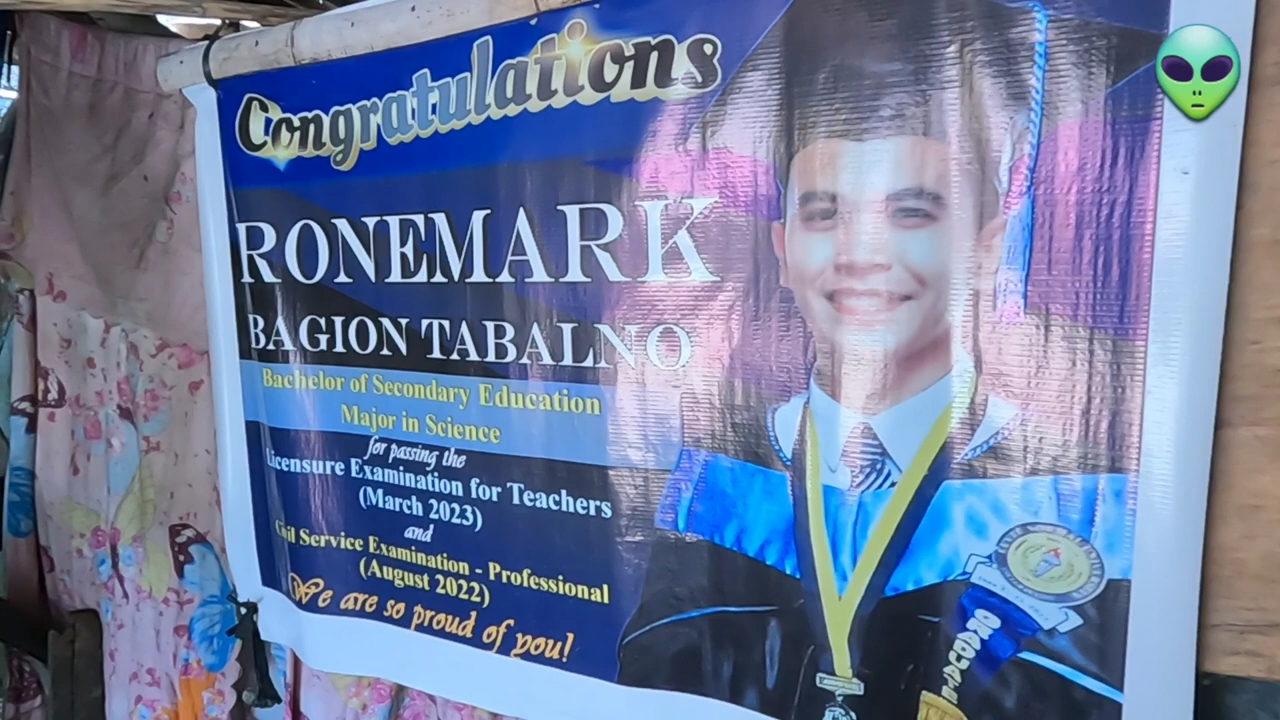 Congratulations
RONEMARK
BAGION TABALNO
Bachelor of Secondary Education
Major in Science
for passing the
Licensure Examination for Teachers
(March 2023)
and
Civil Service Examination - Professional
(August 2022)
We are so proud of you!